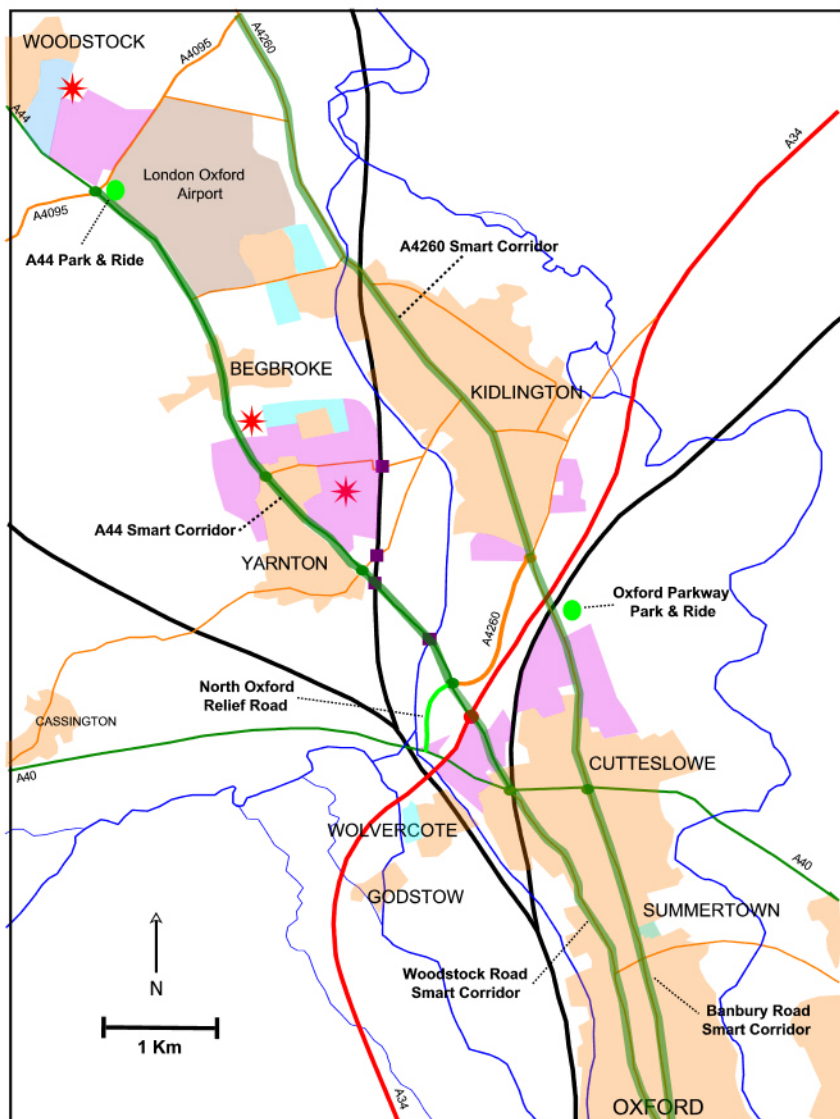 WOODSTOCK
A4095
A4260
A44
A34
London Oxford
Airport
A4095
A44 Park & Ride
A4260 Smart Corridor
BEGBROKE
KIDLINGTON
A44 Smart Corridor
YARNTON
Oxford Parkway
Park & Ride
A4260
North Oxford
Relief Road
CASSINGTON
CUTTESLOWE
A40
WOLVERCOTE
A40
GODSTOW
SUMMERTOWN
N
Woodstock Road
Smart Corridor
Banbury Road
Smart Corridor
1 Km
A34
OXFORD